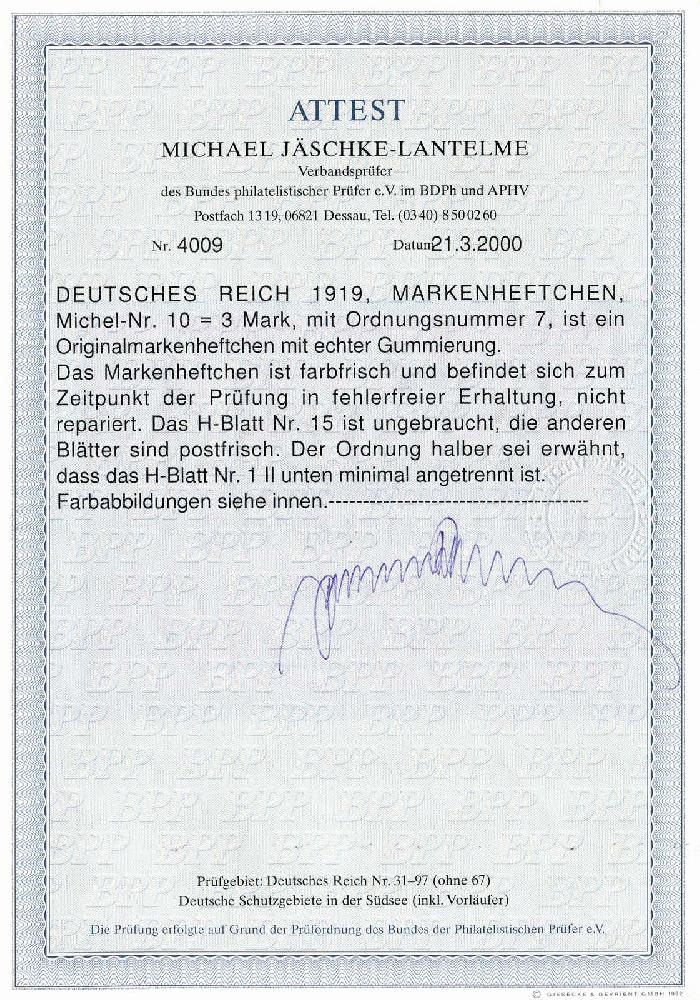 ATTEST
MICHAEL JÄSCHKE-LANTELME
Verbandsprüfer
des Bundes philatelistischer Prüfer e.V. im BDPh und APHV
Postfach 1319, 06821 Dessau, Tel. (0340) 8500260
Nr. 4009 Datum 21.3.2000
DEUTSCHES REICH 1919, MARKENHEFTCHEN,
Michel-Nr. 10 = 3 Mark, mit Ordnungsnummer 7, ist ein
Originalmarkenheftchen mit echter Gummierung.
Das Markenheftchen ist farbfrisch und befindet sich zum
Zeitpunkt der Prüfung in fehlerfreier Erhaltung, nicht
repariert. Das H-Blatt Nr. 15 ist ungebraucht, die anderen
Blätter sind postfrisch. Der Ordnung halber sei erwähnt,
dass das H-Blatt Nr. 1 II unten minimal angetrennt ist.
Farbabbildungen siehe innen.--------------------------------------
Prüfgebiet: Deutsches Reich Nr. 31–97 (ohne 67)
Deutsche Schutzgebiete in der Südsee (inkl. Vorläufer)
Die Prüfung erfolgte auf Grund der Prüfordnung des Bundes der Philatelistischen Prüfer e.V.
© GIESECKE & DEVRIENT GMBH 1992